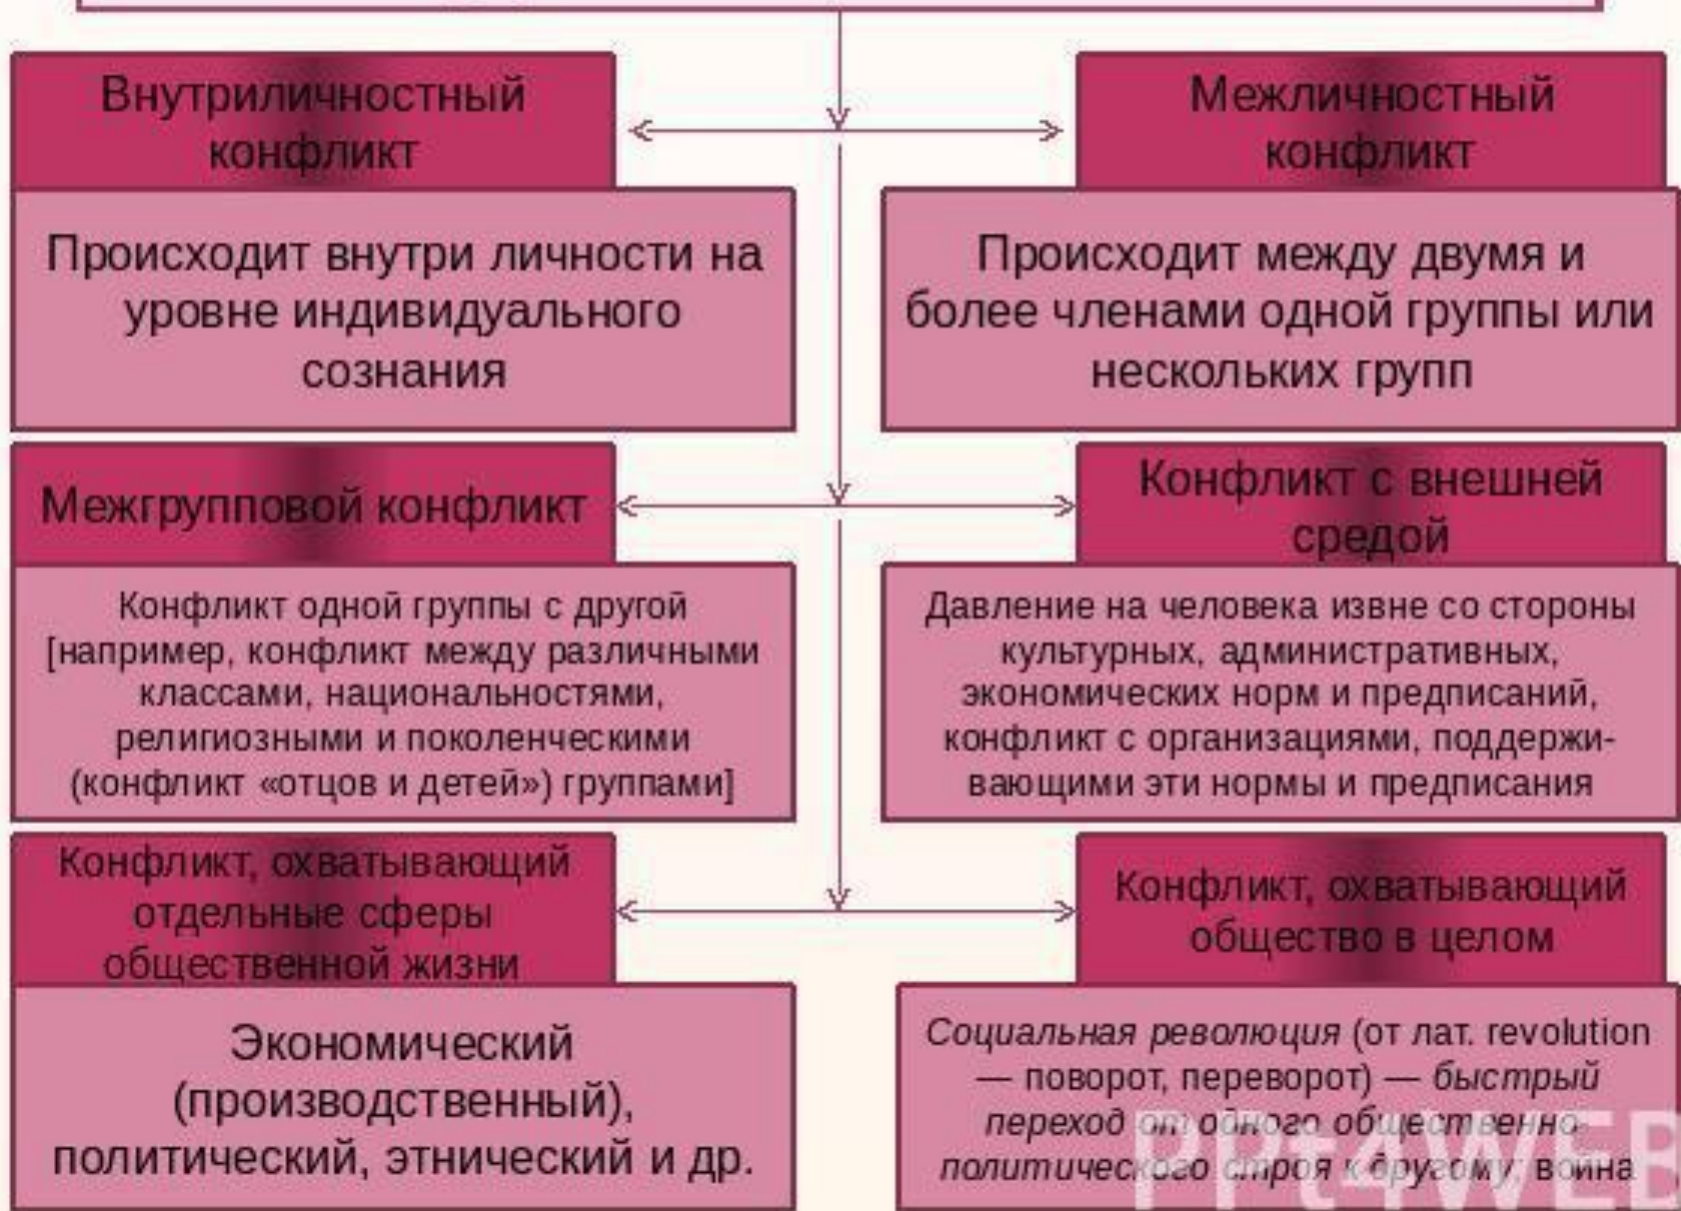 Внутриличностный
конфликт
Межличностный
конфликт
Происходит внутри личности на
уровне индивидуального
сознания
Происходит между двумя и
более членами одной группы или
нескольких групп
Межгрупповой конфликт
Конфликт с внешней
средой
Конфликт одной группы с другой
[например, конфликт между различными
классами, национальностями,
религиозными и поколенческими
(конфликт «отцов и детей») группами]
Давление на человека извне со стороны
культурных, административных,
экономических норм и предписаний,
конфликт с организациями, поддержи-
вающими эти нормы и предписания
Конфликт, охватывающий
отдельные сферы
общественной жизни
Конфликт, охватывающий
общество в целом
Экономический
(производственный),
политический, этнический и др.
Социальная революция (от лат. revolution
— поворот, переворот) — быстрый
переход от одного общественно-
политического строя к другому; война
PPt4WEB